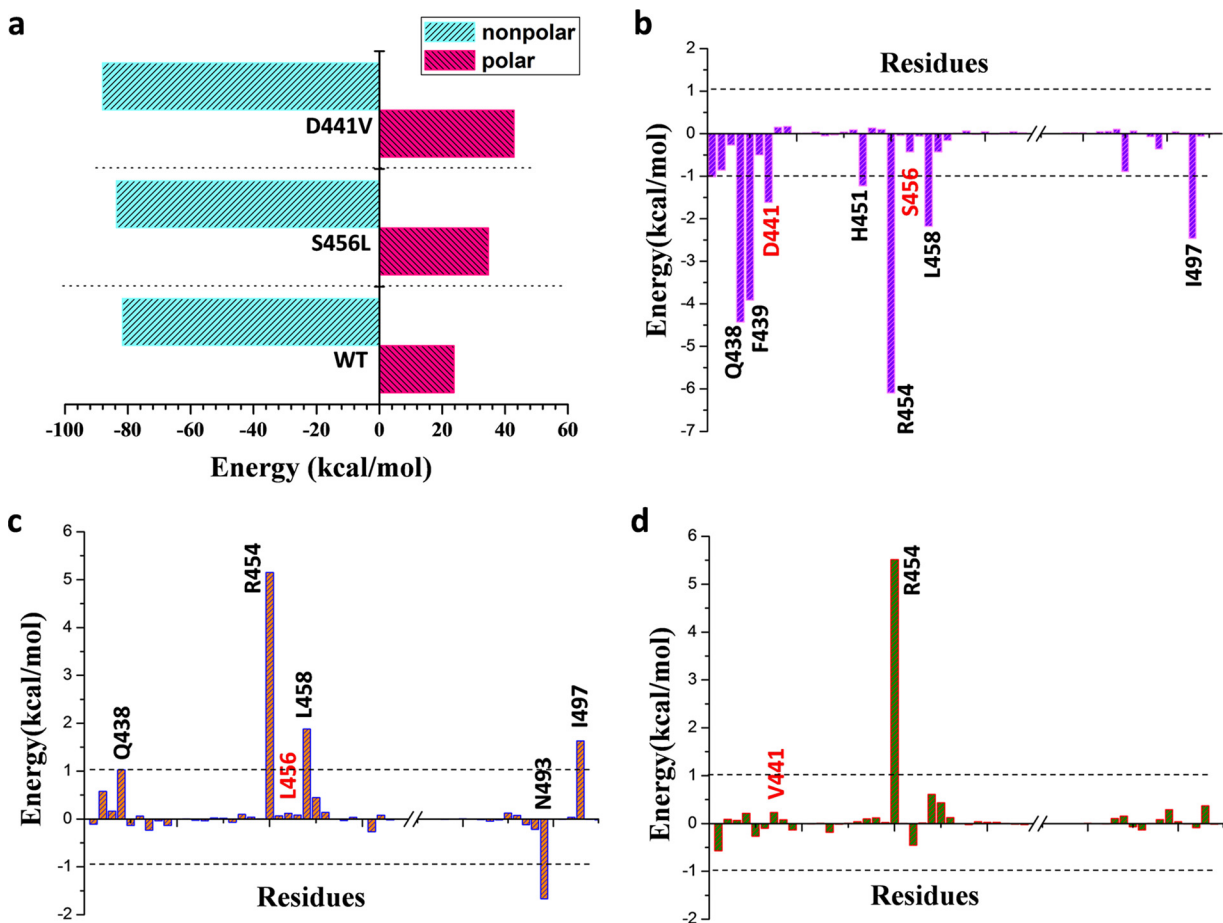 a
nonpolar
polar
D441V
S456L
WT
-100 -80 -60 -40 -20 0 20 40 60
Energy (kcal/mol)
b
Energy(kcal/mol)
2
1
0
-1
-2
-3
-4
-5
-6
-7
Residues
Q438
F439
D441
H451
R454
S456
L458
I497
c
Energy(kcal/mol)
6
5
4
3
2
1
0
-1
-2
Q438
R454
L456
L458
N493
I497
Residues
d
Energy(kcal/mol)
6
5
4
3
2
1
0
-1
-2
V441
R454
Residues